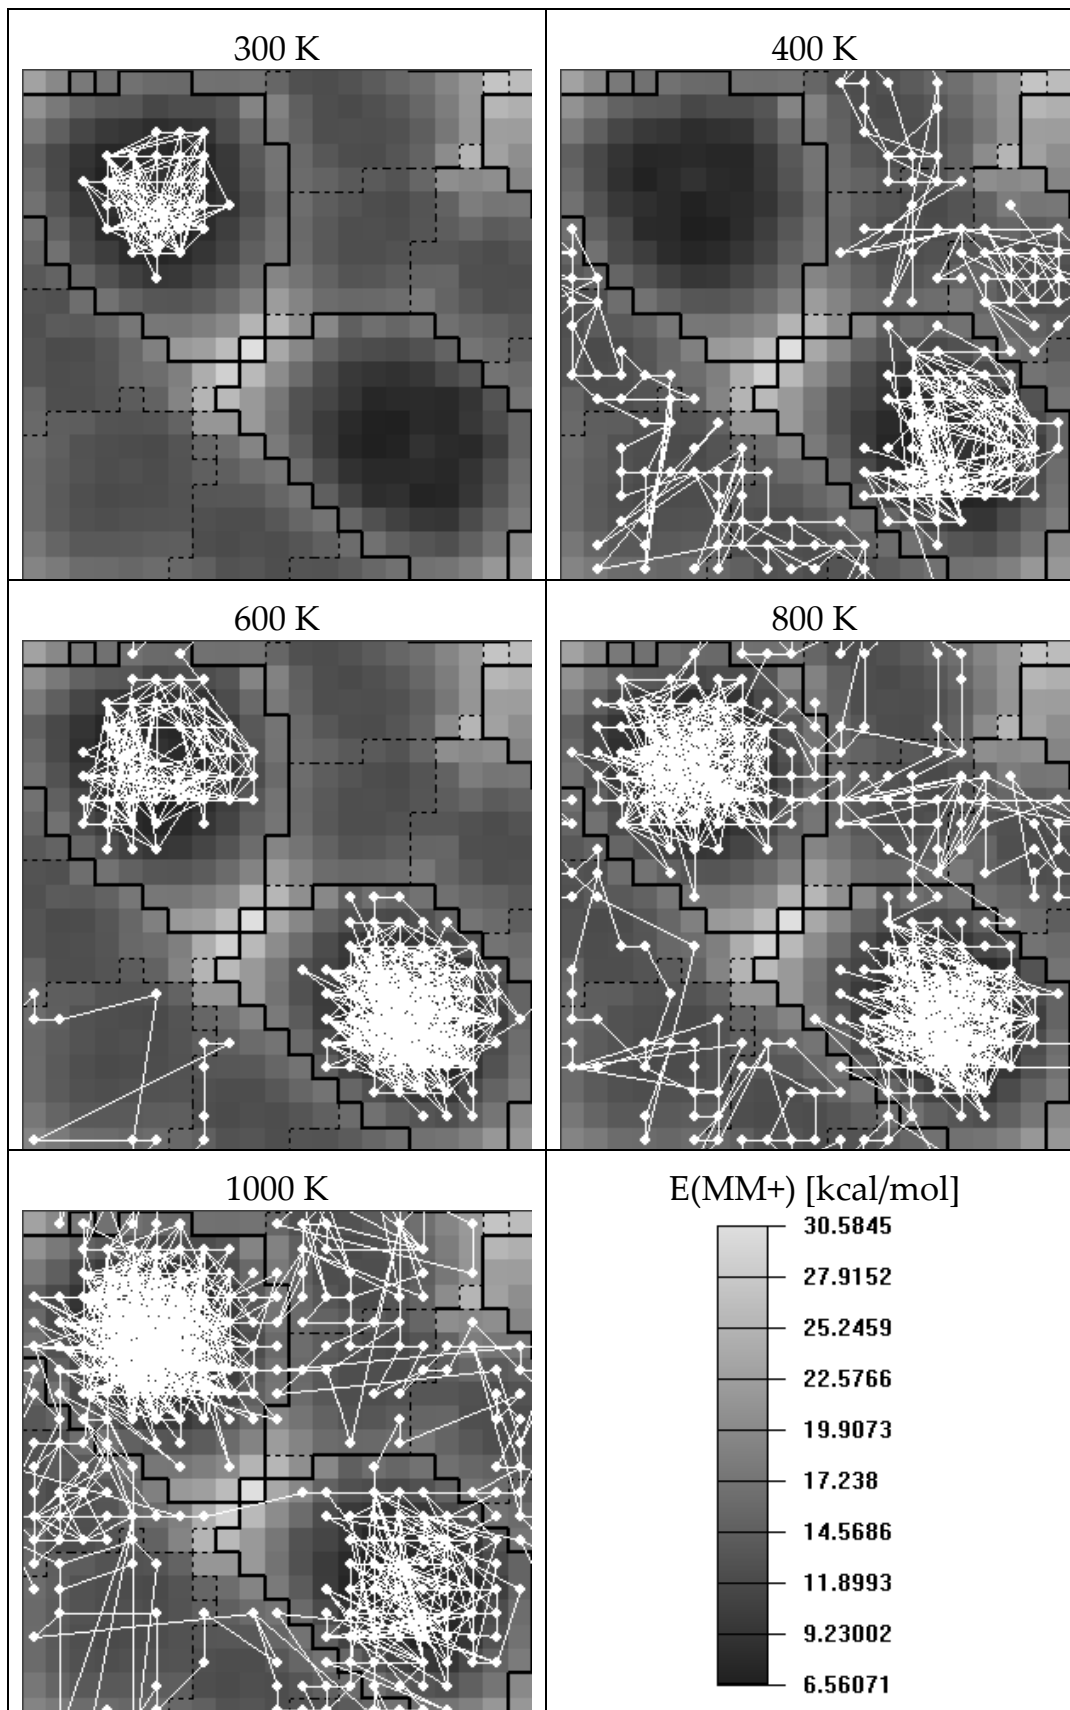 300 K
400 K
600 K
800 K
1000 K
E(MM+) [kcal/mol]
30.5845
27.9152
25.2459
22.5766
19.9073
17.238
14.5686
11.8993
9.23002
6.56071